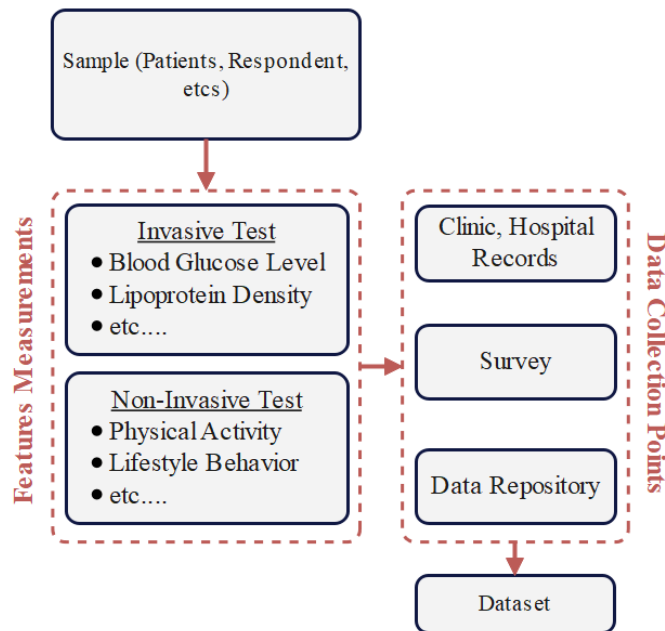 Sample (Patients, Respondent,
etcs)
Features Measurements
Invasive Test
● Blood Glucose Level
● Lipoprotein Density
● etc....
Non-Invasive Test
● Physical Activity
● Lifestyle Behavior
● etc....
Clinic, Hospital
Records
Survey
Data Repository
Data Collection Points
Dataset